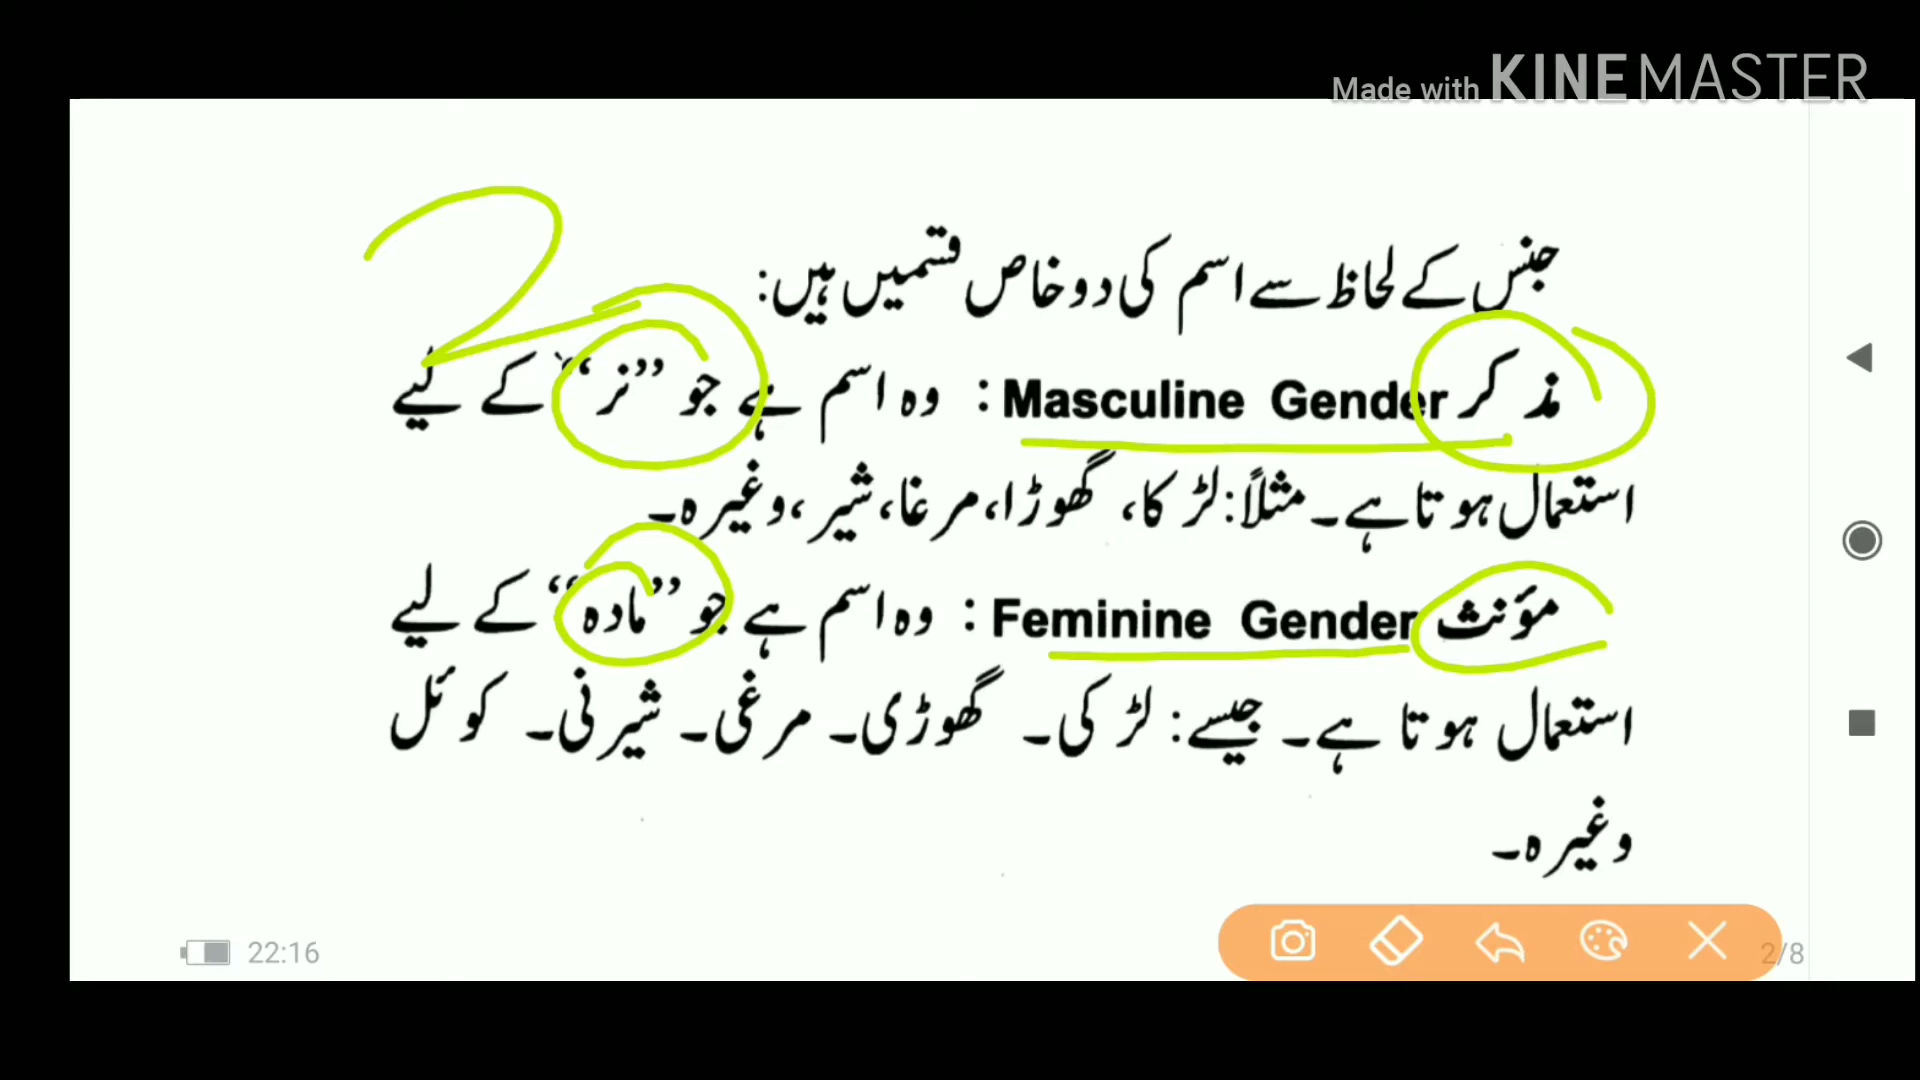 Made with KINEMASTER
جنس کے لحاظ سے اسم کی دو خاص قسمیں ہیں:
مذکر Masculine Gender : وہ اسم ہے جو ”نر“ کے لیے
استعمال ہوتا ہے۔ مثلاً: لڑکا، گھوڑا، مرغا، شیر، وغیرہ۔
مؤنث Feminine Gender : وہ اسم ہے جو ”مادہ“ کے لیے
استعمال ہوتا ہے۔ جیسے: لڑکی۔ گھوڑی۔ مرغی۔ شیرنی۔ کوئل
وغیرہ۔
2
22:16
2/8